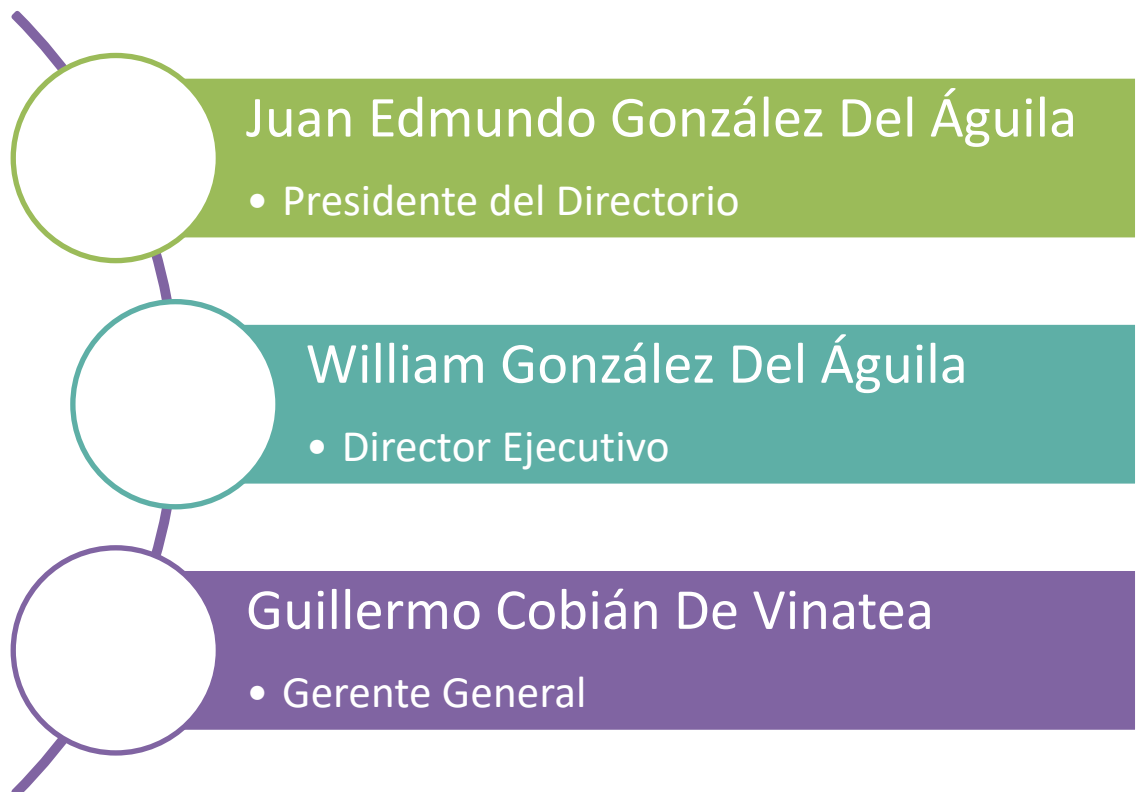 Juan Edmundo González Del Águila
• Presidente del Directorio
William González Del Águila
• Director Ejecutivo
Guillermo Cobián De Vinatea
• Gerente General